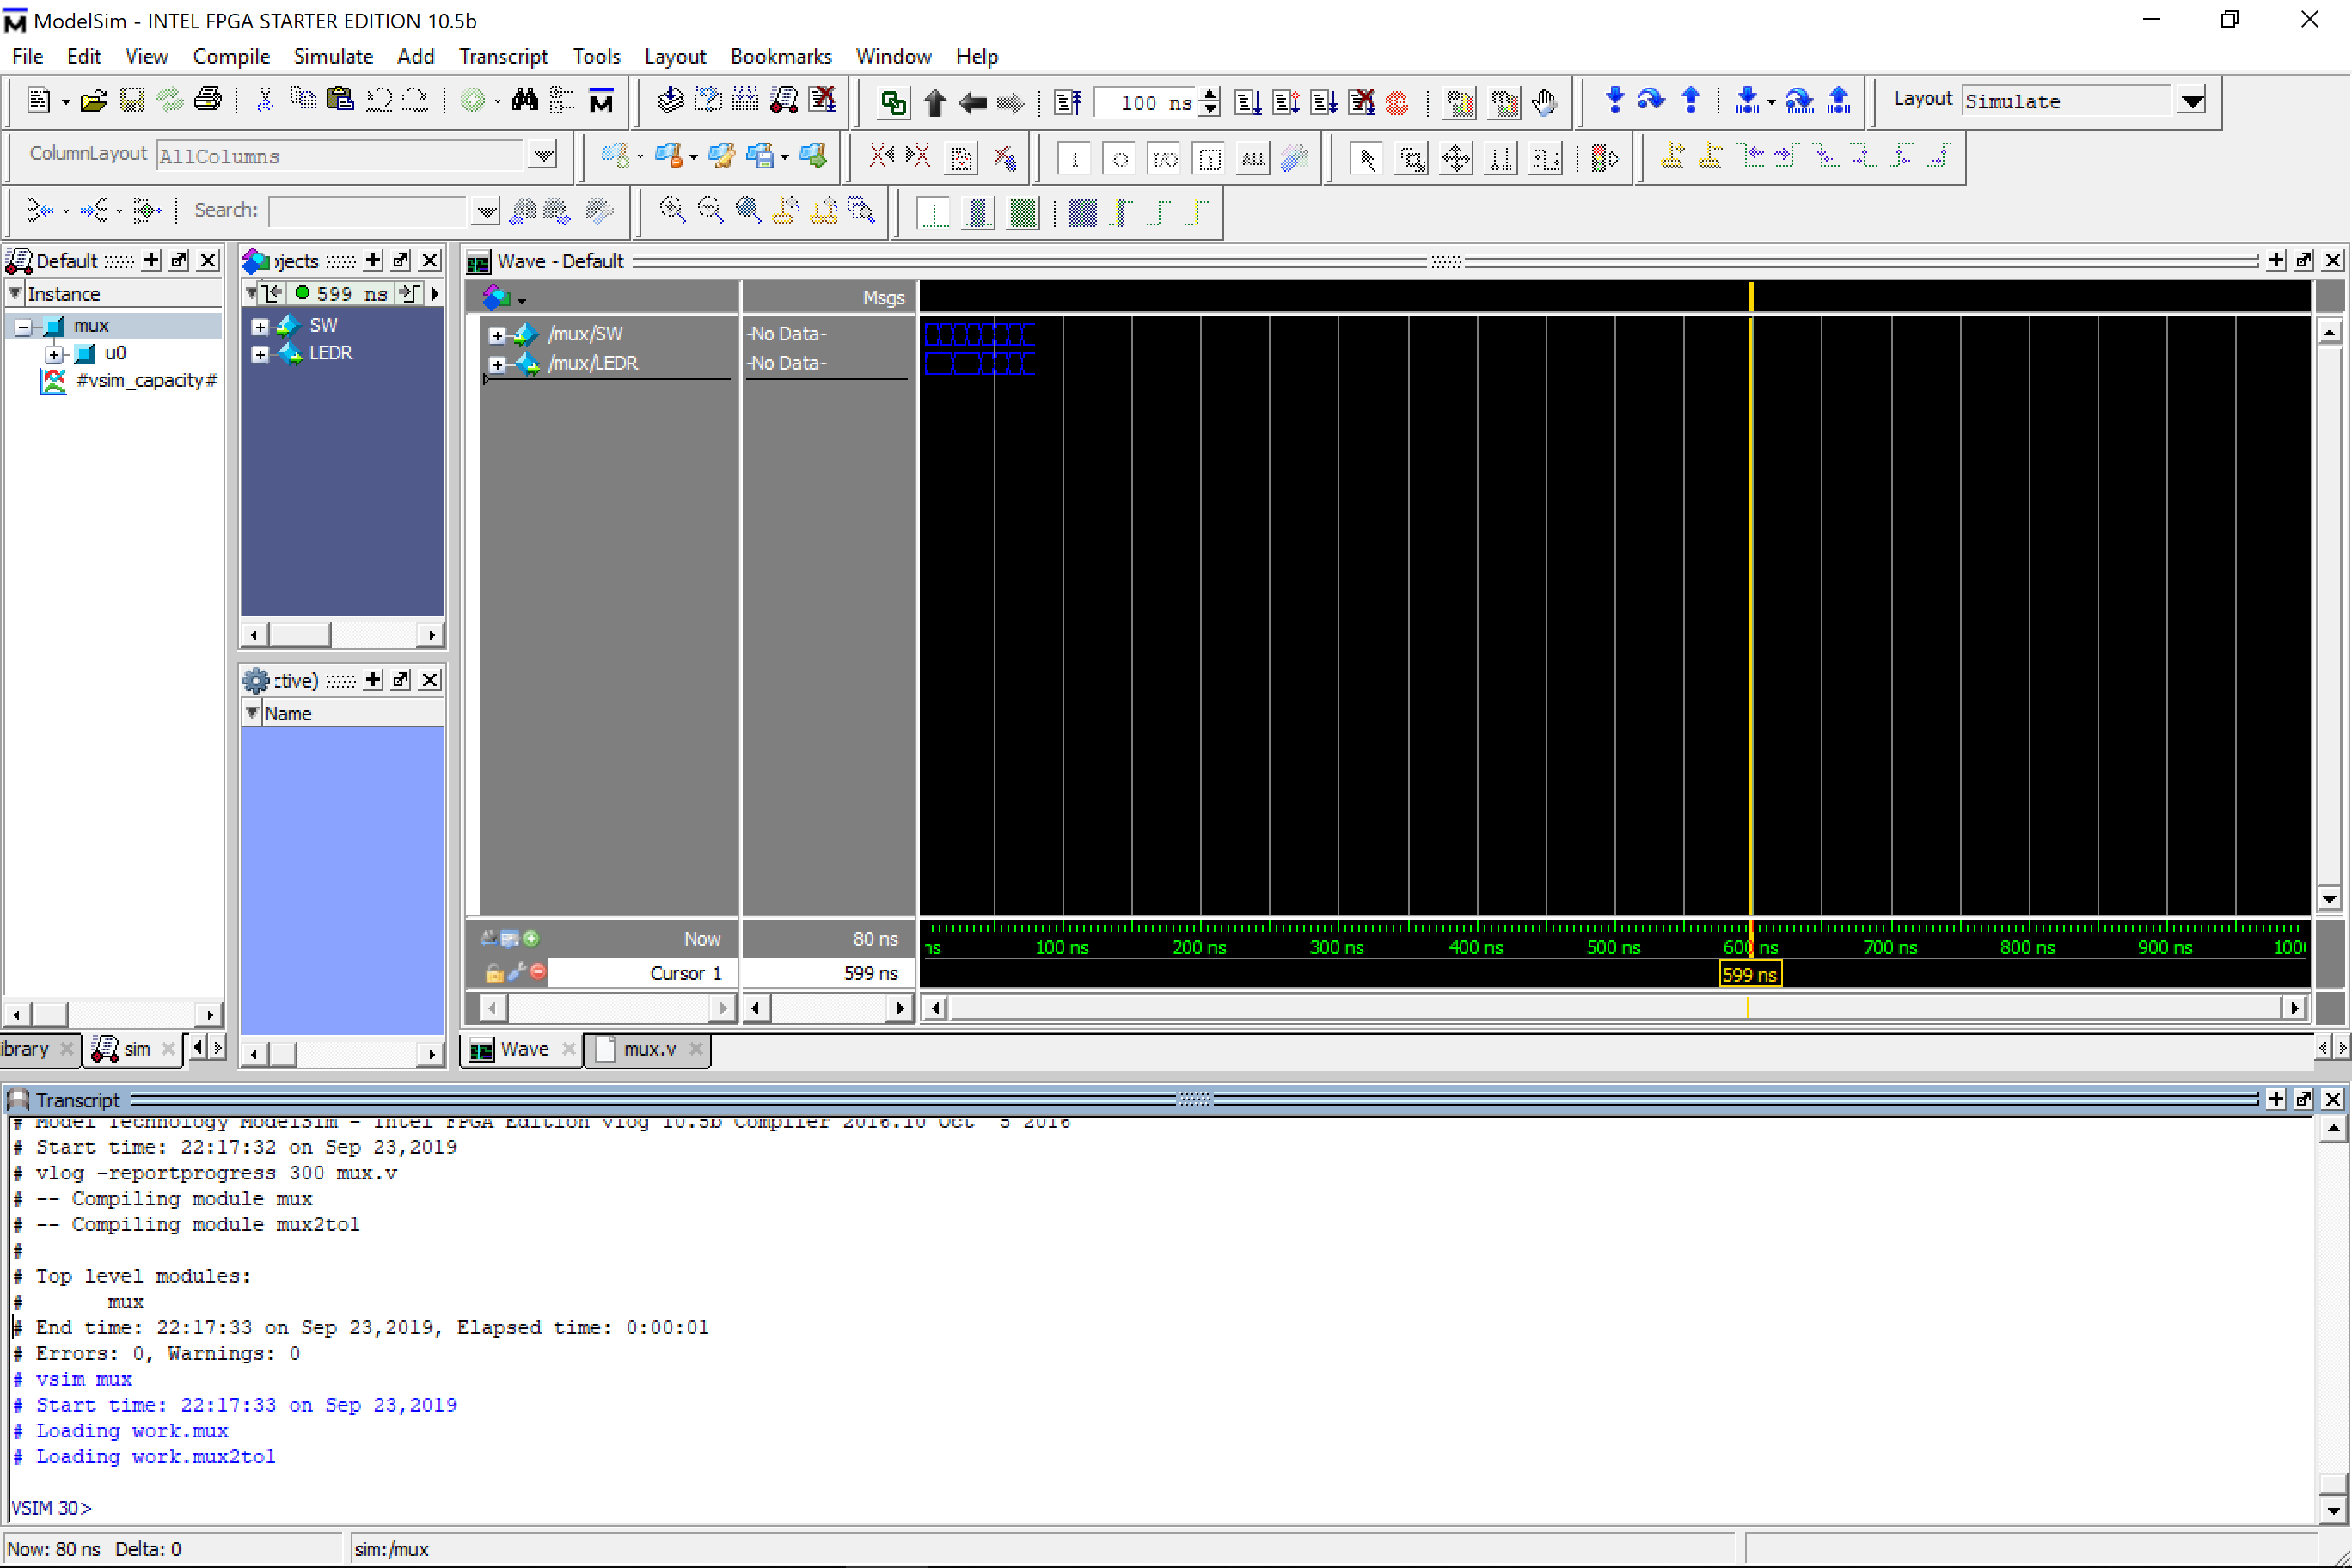 ModelSim - INTEL FPGA STARTER EDITION 10.5b
File Edit View Compile Simulate Add Transcript Tools Layout Bookmarks Window Help
100 ns
Layout Simulate
ColumnLayout AllColumns
I O I/O ALL
Search:
Default
Instance
mux
u0
#vsim_capacity#
jects
599 ns
SW
LEDR
ctive)
Name
Wave - Default
Msgs
/mux/SW -No Data-
/mux/LEDR -No Data-
Now 80 ns
Cursor 1 599 ns
ns 100 ns 200 ns 300 ns 400 ns 500 ns 600 ns 700 ns 800 ns 900 ns 100
599 ns
ibrary sim
Wave mux.v
Transcript
# Model Technology ModelSim - Intel FPGA Edition vlog 10.5b Compiler 2016.10 Oct  5 2016
# Start time: 22:17:32 on Sep 23,2019
# vlog -reportprogress 300 mux.v
# -- Compiling module mux
# -- Compiling module mux2to1
#
# Top level modules:
# mux
# End time: 22:17:33 on Sep 23,2019, Elapsed time: 0:00:01
# Errors: 0, Warnings: 0
# vsim mux
# Start time: 22:17:33 on Sep 23,2019
# Loading work.mux
# Loading work.mux2to1
VSIM 30>
Now: 80 ns Delta: 0
sim:/mux